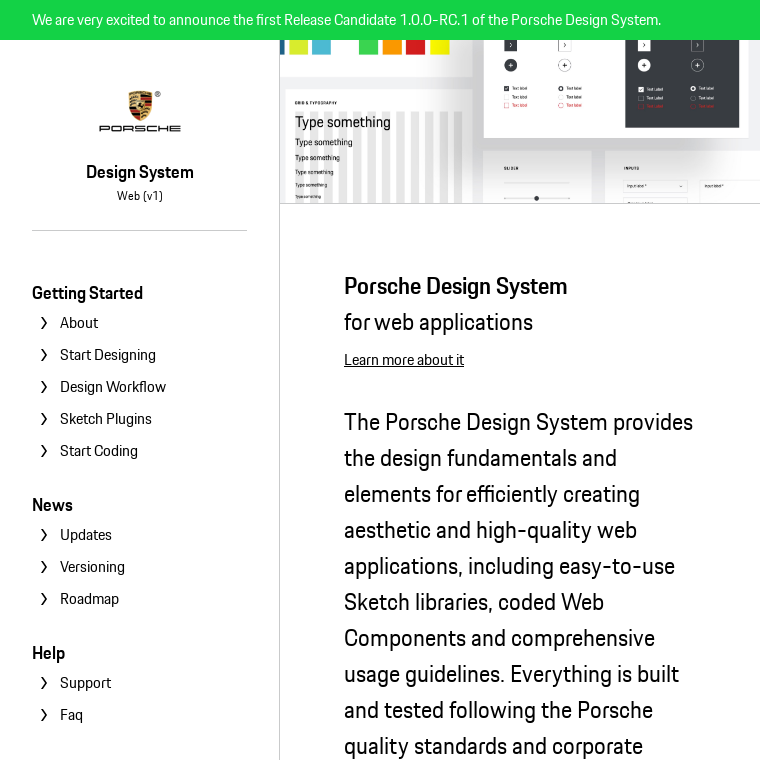 We are very excited to announce the first Release Candidate 1.0.0-RC.1 of the Porsche Design System.
PORSCHE
®
Design System
Web (v1)
Getting Started
About
Start Designing
Design Workflow
Sketch Plugins
Start Coding
News
Updates
Versioning
Roadmap
Help
Support
Faq
GRID & TYPOGRAPHY
Type something
Type something
Type something
Type something
Type something
Type something
Text label
Text label
Text label
Text label
Text label
Text label
Text label
Text label
Text label
Text label
Text label
Text label
SLIDER
INPUTS
Input label *
Input label *
Porsche Design System
for web applications
Learn more about it
The Porsche Design System provides
the design fundamentals and
elements for efficiently creating
aesthetic and high-quality web
applications, including easy-to-use
Sketch libraries, coded Web
Components and comprehensive
usage guidelines. Everything is built
and tested following the Porsche
quality standards and corporate